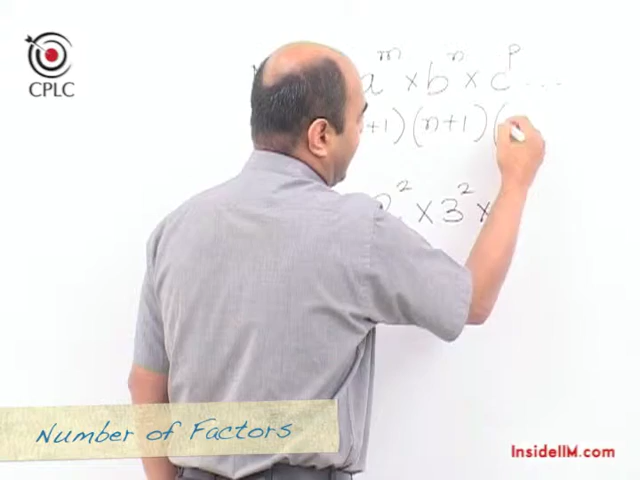 CPLC
a^m × b^n × c^p ...
+1) (n+1) (
2^2 × 3^2 ×
Number of Factors
InsideIIM.com